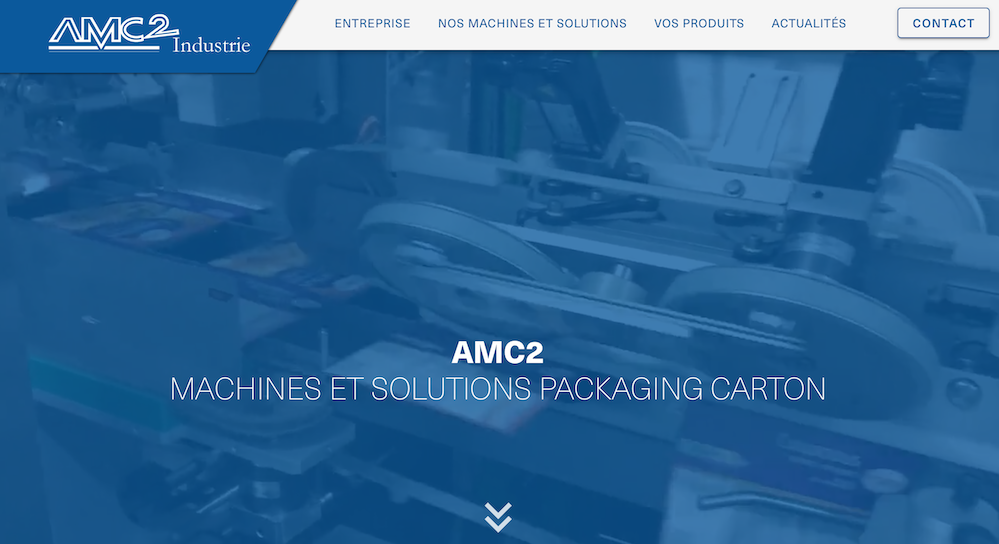 AMC2 Industrie
ENTREPRISE
NOS MACHINES ET SOLUTIONS
VOS PRODUITS
ACTUALITÉS
CONTACT
AMC2
MACHINES ET SOLUTIONS PACKAGING CARTON